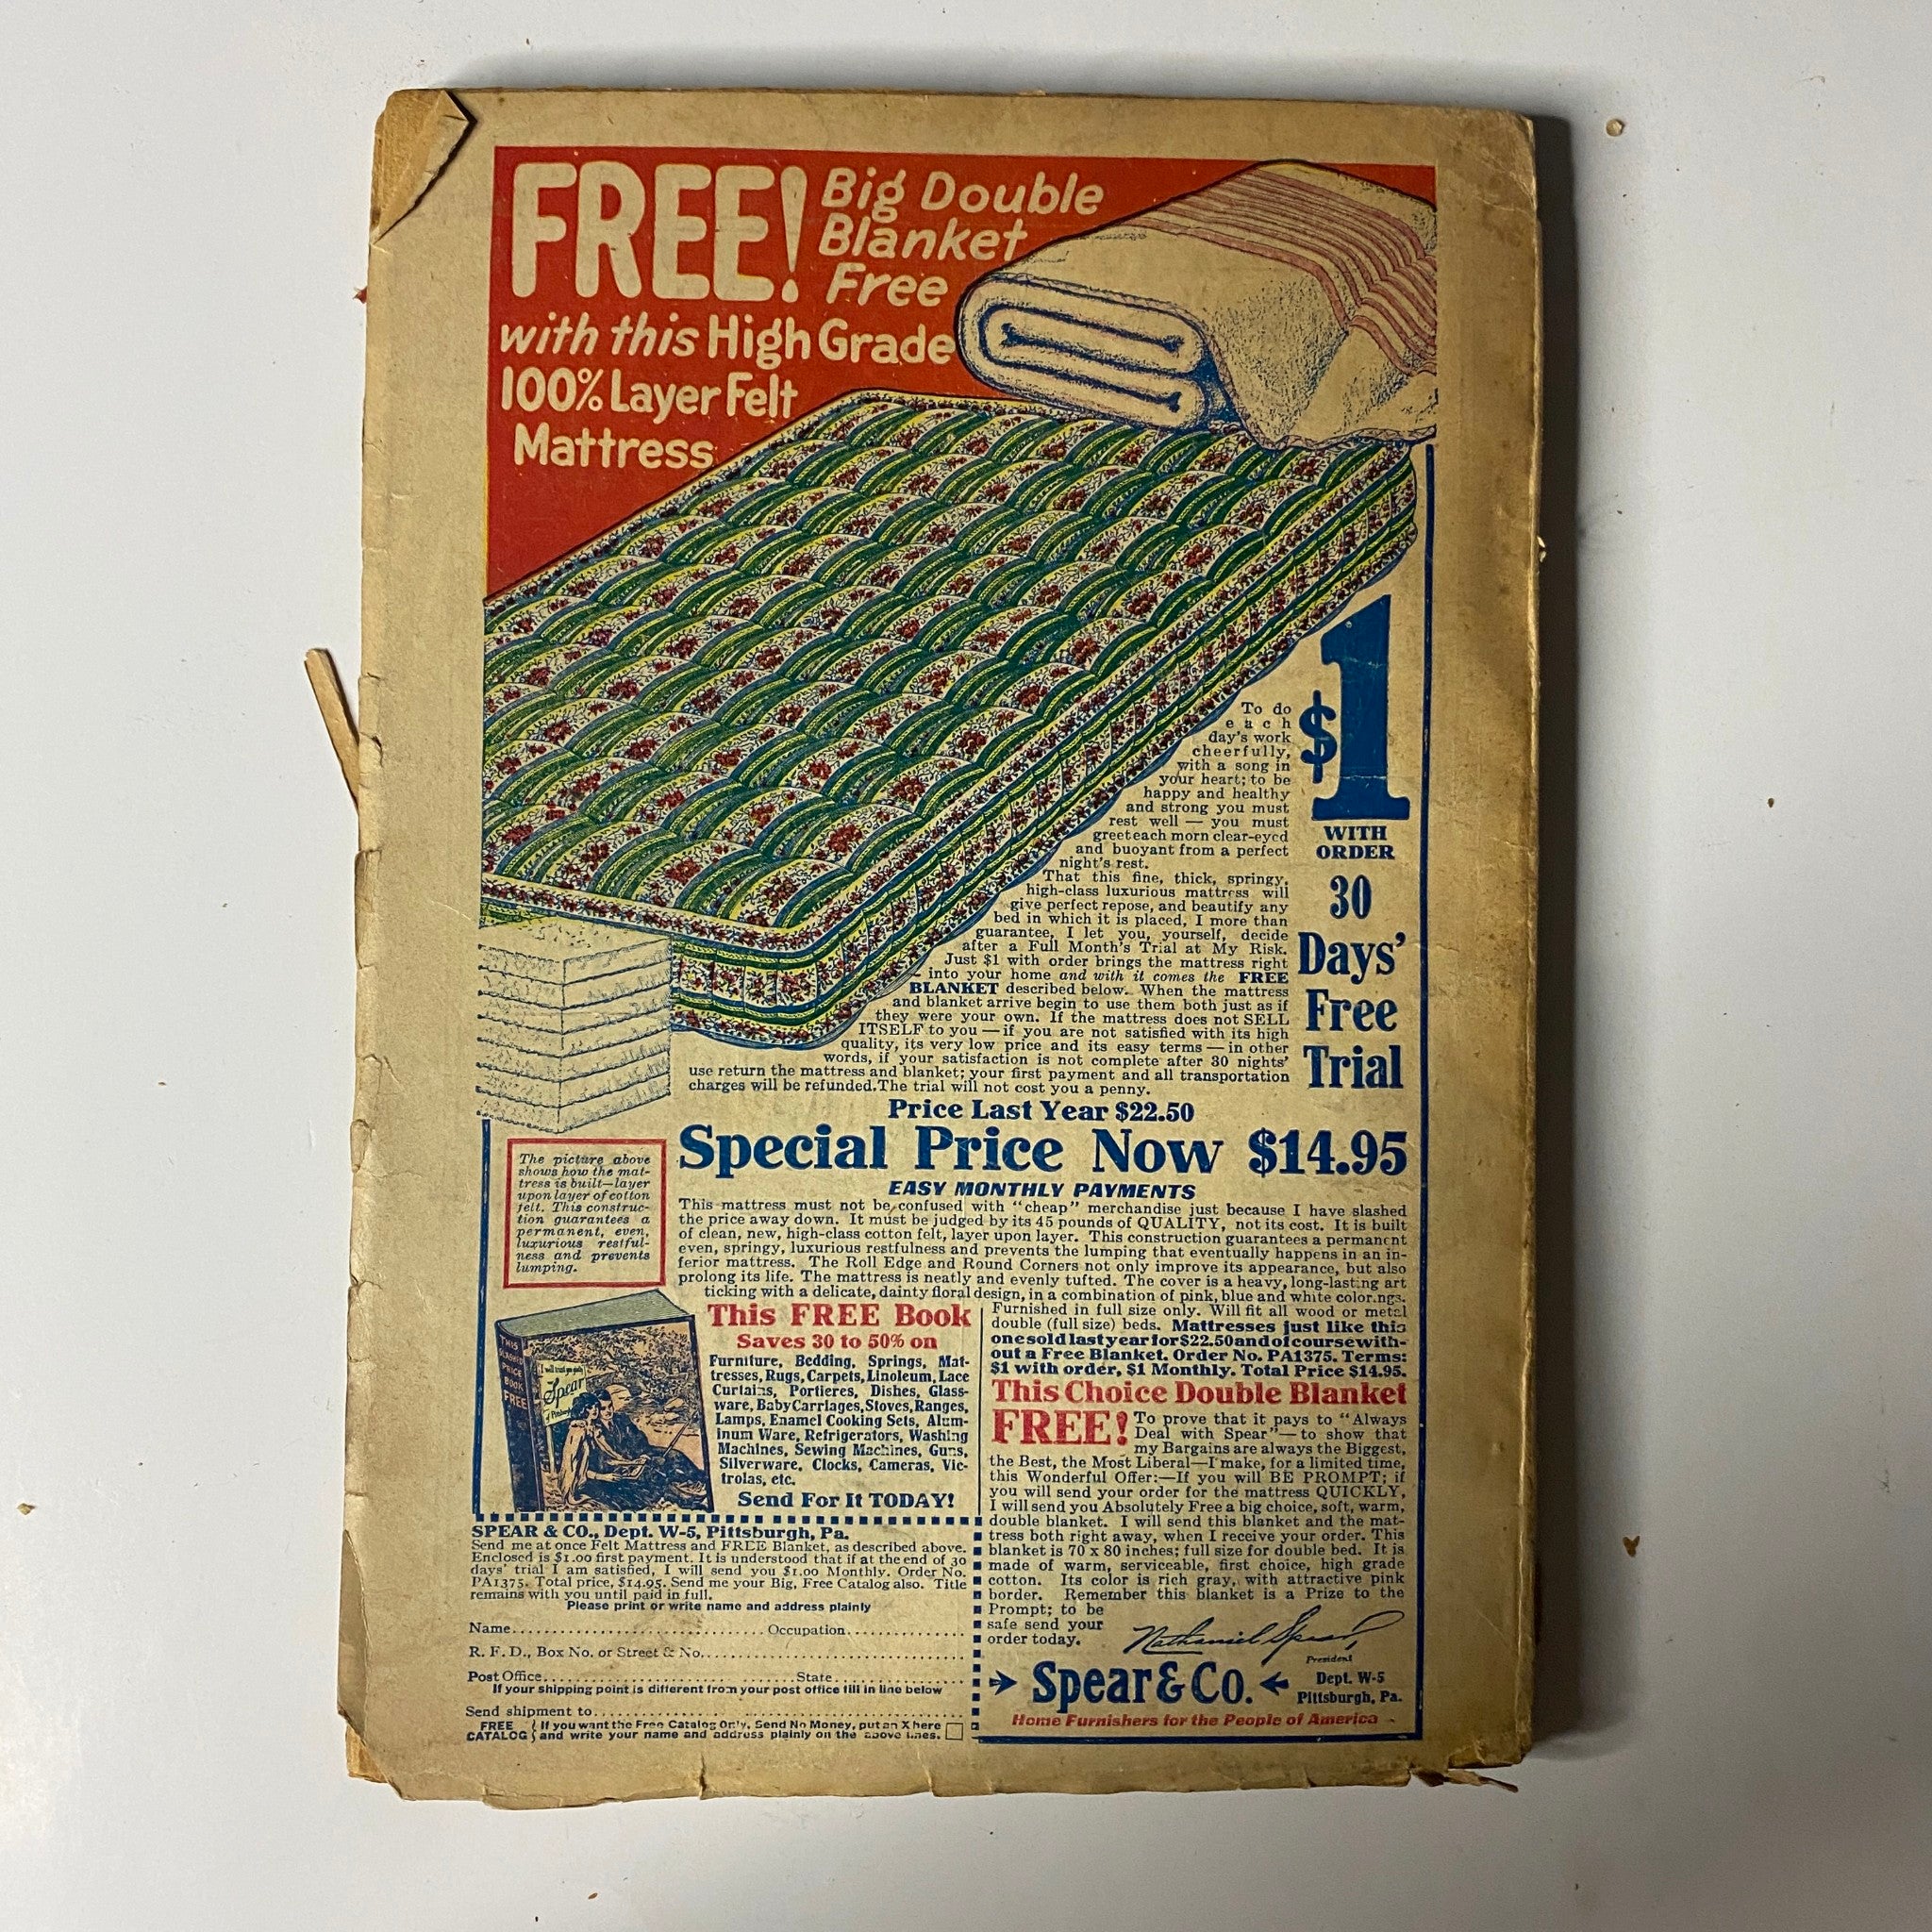 FREE! Big Double
Blanket
Free
with this High Grade
100% Layer Felt
Mattress
To do
each
day's work
cheerfully,
with a song in
your heart; to be
happy and healthy
and strong you must
rest well — you must
greet each morn clear-eyed
and buoyant from a perfect
night's rest.
That this fine, thick, springy,
high-class luxurious mattress will
give perfect repose, and beautify any
bed in which it is placed, I more than
guarantee, I let you, yourself, decide
after a Full Month's Trial at My Risk.
Just $1 with order brings the mattress right
into your home and with it comes the FREE
BLANKET described below. When the mattress
and blanket arrive begin to use them both just as if
they were your own. If the mattress does not SELL
ITSELF to you — if you are not satisfied with its high
quality, its very low price and its easy terms — in other
words, if your satisfaction is not complete after 30 nights'
use return the mattress and blanket; your first payment and all transportation
charges will be refunded. The trial will not cost you a penny.
$1
WITH
ORDER
30
Days'
Free
Trial
Price Last Year $22.50
Special Price Now $14.95
EASY MONTHLY PAYMENTS
The picture above
shows how the mat-
tress is built—layer
upon layer of cotton
felt. This construc-
tion guarantees a
permanent, even,
luxurious restful-
ness and prevents
lumping.
This mattress must not be confused with "cheap" merchandise just because I have slashed
the price away down. It must be judged by its 45 pounds of QUALITY, not its cost. It is built
of clean, new, high-class cotton felt, layer upon layer. This construction guarantees a permanent
even, springy, luxurious restfulness and prevents the lumping that eventually happens in an in-
ferior mattress. The Roll Edge and Round Corners not only improve its appearance, but also
prolong its life. The mattress is neatly and evenly tufted. The cover is a heavy, long-lasting art
ticking with a delicate, dainty floral design, in a combination of pink, blue and white colorings.
Furnished in full size only. Will fit all wood or metal
double (full size) beds. Mattresses just like this
one sold last year for $22.50 and of course with-
out a Free Blanket. Order No. PA1375. Terms:
$1 with order, $1 Monthly. Total Price $14.95.
THIS
SLASHED
PRICE
BOOK
FREE
I will trust you gladly
Spear
of Pittsburgh
This FREE Book
Saves 30 to 50% on
Furniture, Bedding, Springs, Mat-
tresses, Rugs, Carpets, Linoleum, Lace
Curtains, Portieres, Dishes, Glass-
ware, Baby Carriages, Stoves, Ranges,
Lamps, Enamel Cooking Sets, Alum-
inum Ware, Refrigerators, Washing
Machines, Sewing Machines, Guns,
Silverware, Clocks, Cameras, Vic-
trolas, etc.
Send For It TODAY!
This Choice Double Blanket
FREE! To prove that it pays to "Always
Deal with Spear"—to show that
my Bargains are always the Biggest,
the Best, the Most Liberal—I make, for a limited time,
this Wonderful Offer:—If you will BE PROMPT; if
you will send your order for the mattress QUICKLY,
I will send you Absolutely Free a big choice, soft, warm,
double blanket. I will send this blanket and the mat-
tress both right away, when I receive your order. This
blanket is 70 x 80 inches; full size for double bed. It is
made of warm, serviceable, first choice, high grade
cotton. Its color is rich gray, with attractive pink
border. Remember this blanket is a Prize to the
Prompt; to be
safe send your
order today.
Nathaniel Spear,
President
Spear & Co. Dept. W-5
Pittsburgh, Pa.
Home Furnishers for the People of America
SPEAR & CO., Dept. W-5, Pittsburgh, Pa.
Send me at once Felt Mattress and FREE Blanket, as described above.
Enclosed is $1.00 first payment. It is understood that if at the end of 30
days' trial I am satisfied, I will send you $1.00 Monthly. Order No.
PA1375. Total price, $14.95. Send me your Big, Free Catalog also. Title
remains with you until paid in full.
Please print or write name and address plainly
Name.......................... Occupation..................
R. F. D., Box No. or Street & No..............................
Post Office..........................State..................
If your shipping point is different from your post office fill in line below
Send shipment to..............................
FREE CATALOG { If you want the Free Catalog Only, Send No Money, put an X here
and write your name and address plainly on the above lines.